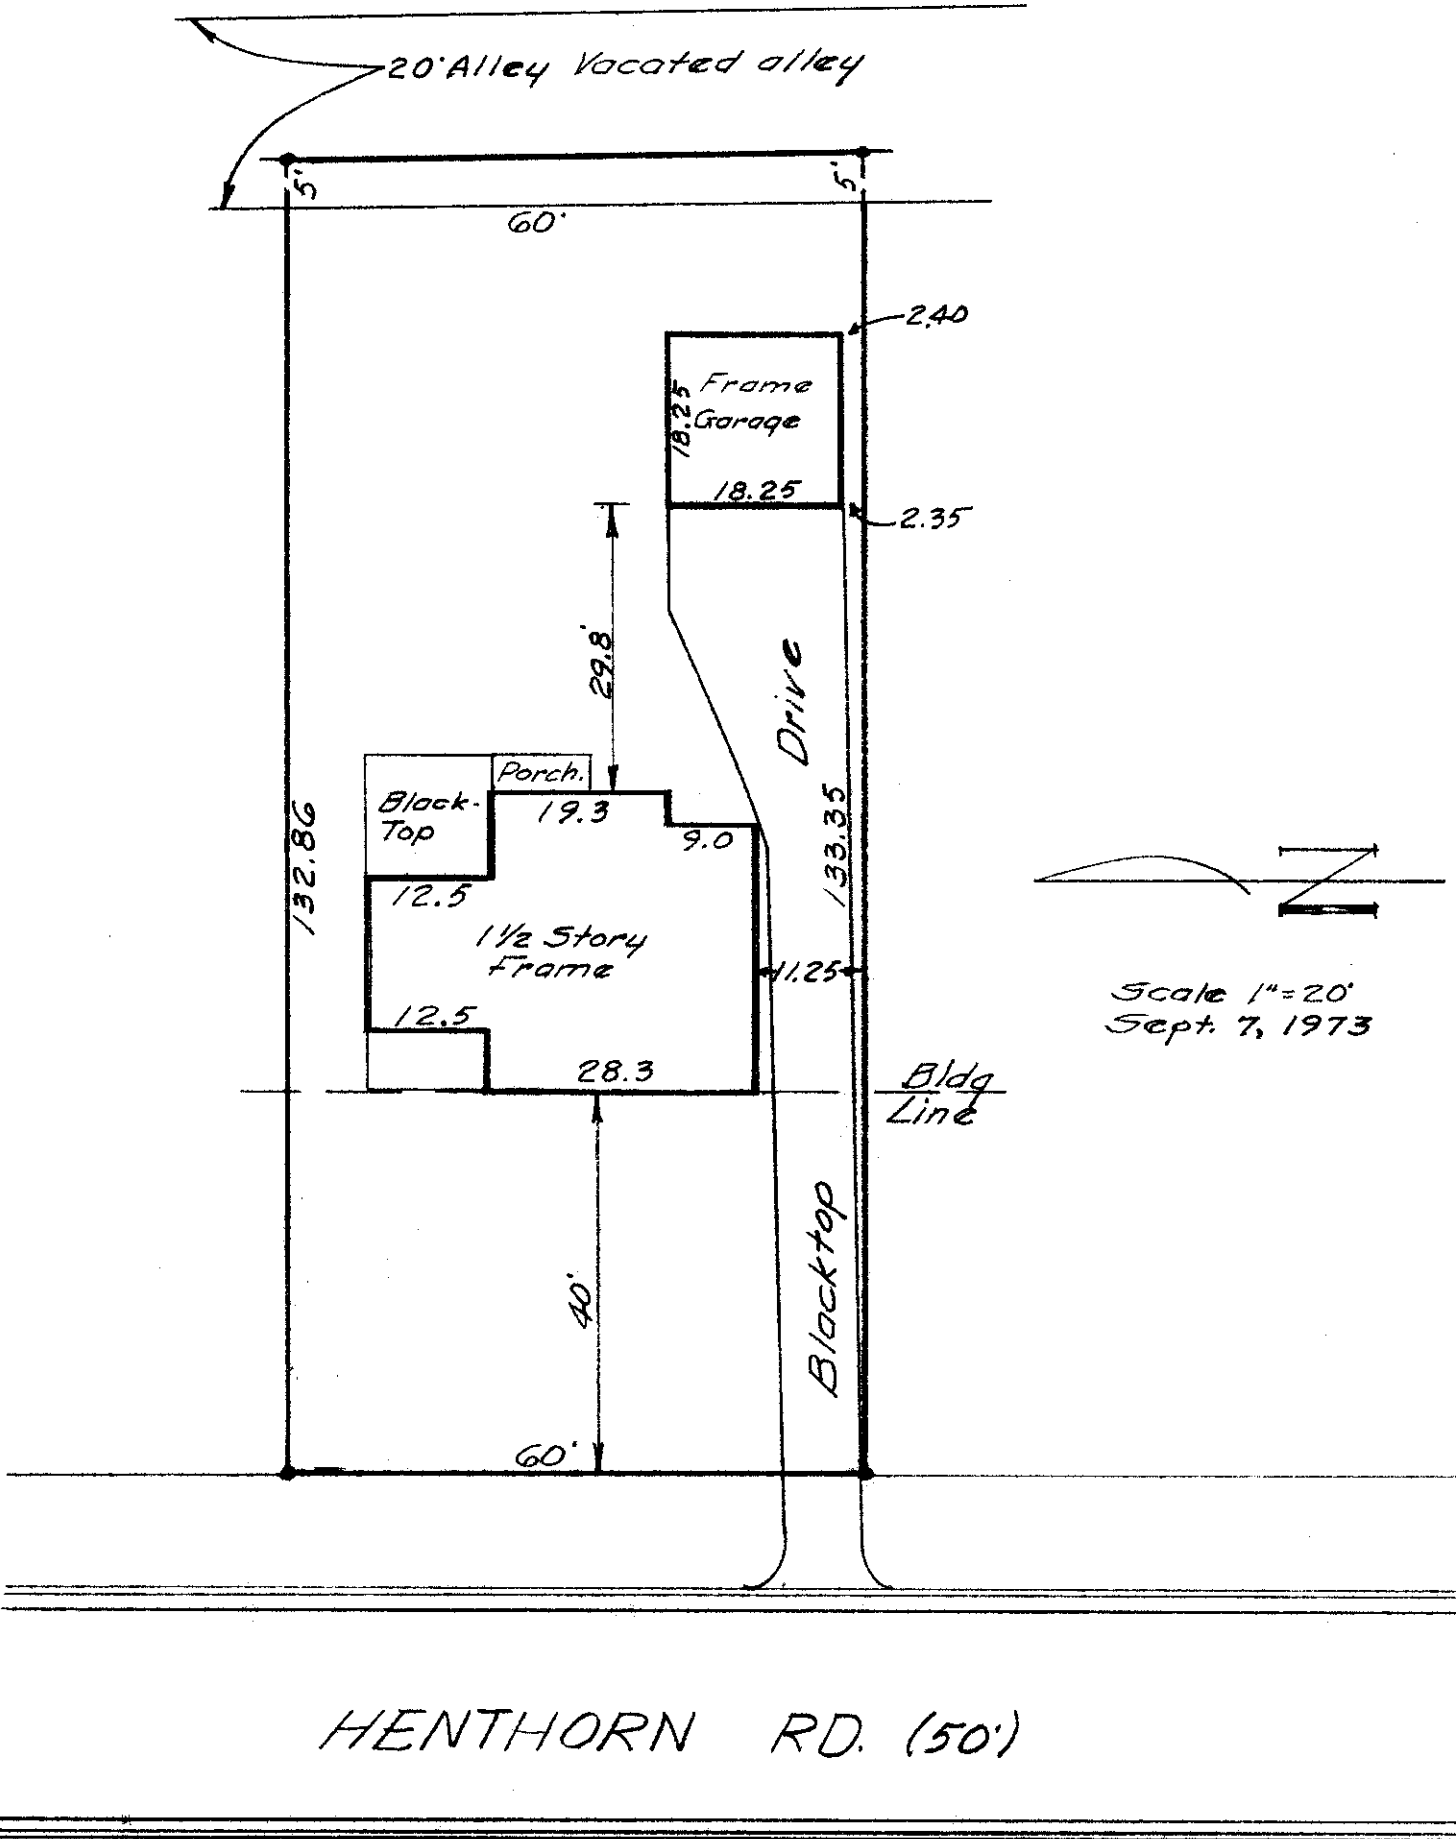 20' Alley Vacated alley
5'
5'
60'
2.40
Frame
Garage
18.25
18.25
2.35
29.8'
Drive
Porch.
Black-
Top
19.3
9.0
132.86
133.35
12.5
1 1/2 Story
Frame
11.25
N
Scale 1"=20'
Sept. 7, 1973
12.5
28.3
Bldg
Line
40'
Blacktop
60'
HENTHORN RD. (50')